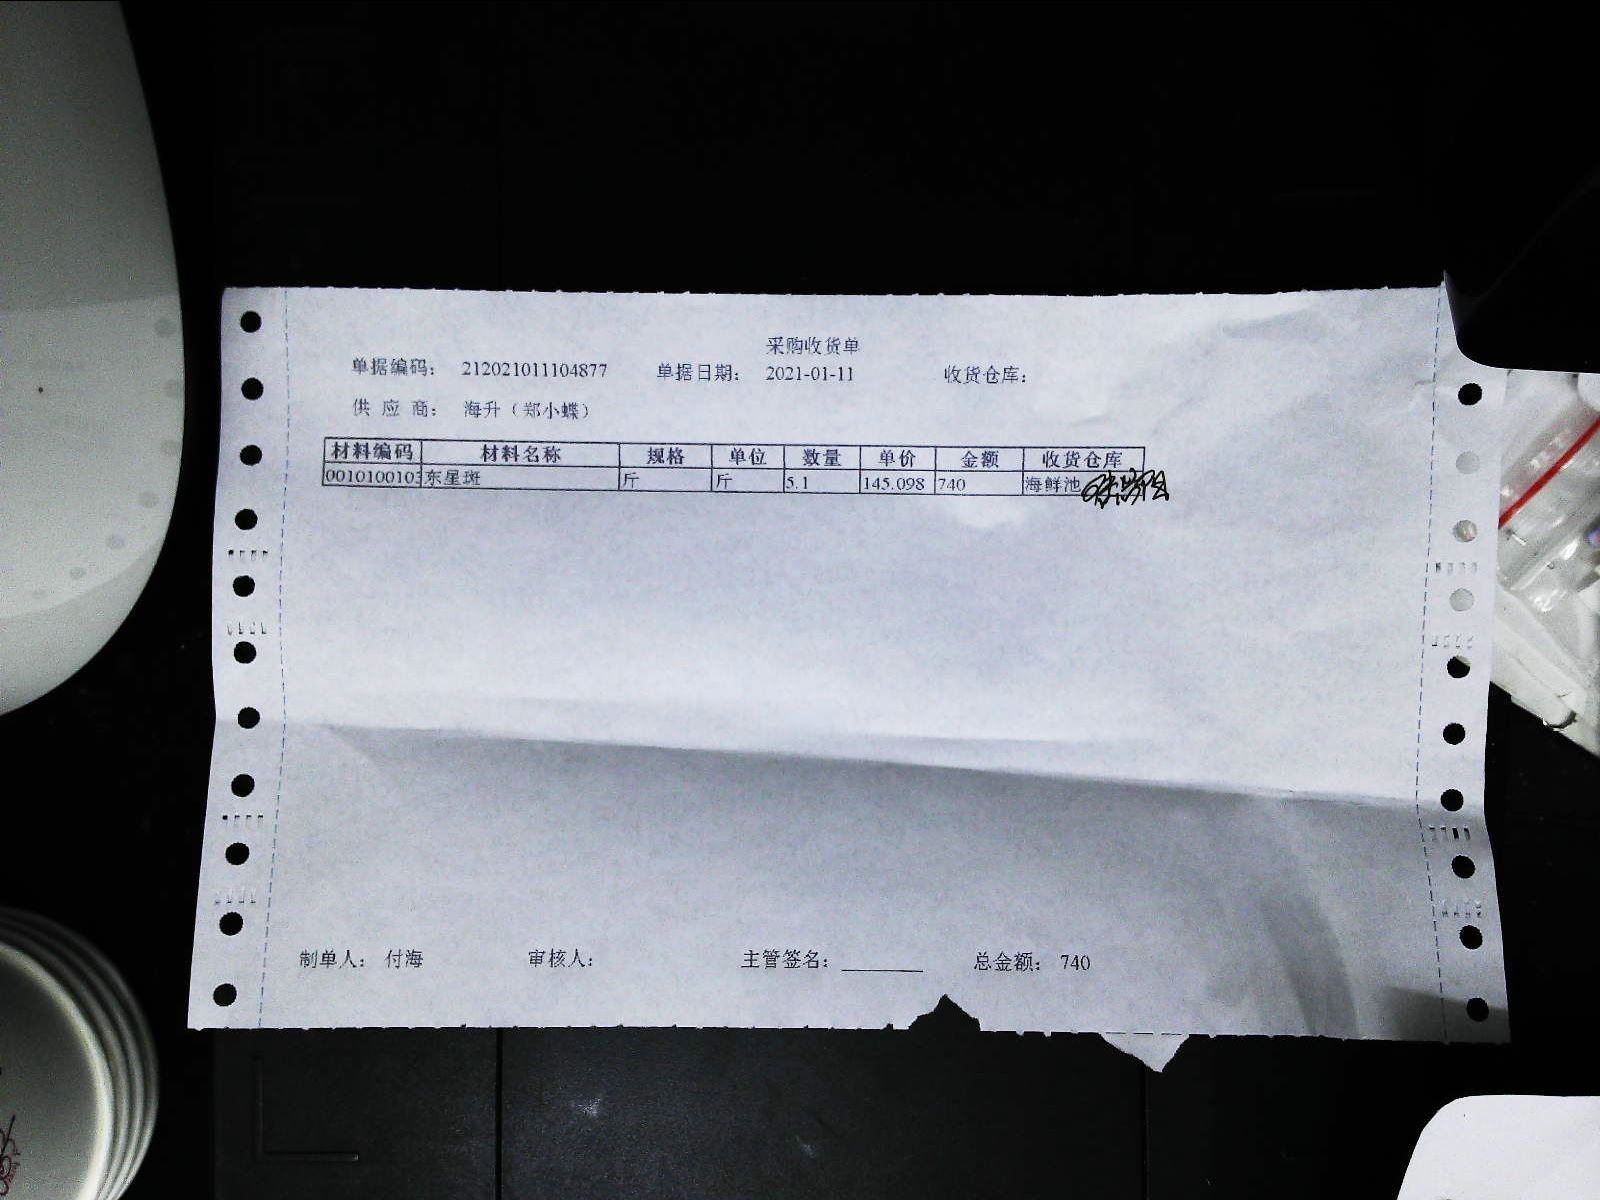 采购收货单
单据编码： 212021011104877 单据日期： 2021-01-11 收货仓库：
供 应 商： 海升（郑小蝶）
材料编码 材料名称 规格 单位 数量 单价 金额 收货仓库
0010100103 东星斑 斤 斤 5.1 145.098 740 海鲜池
制单人： 付海 审核人： 主管签名： ________ 总金额： 740